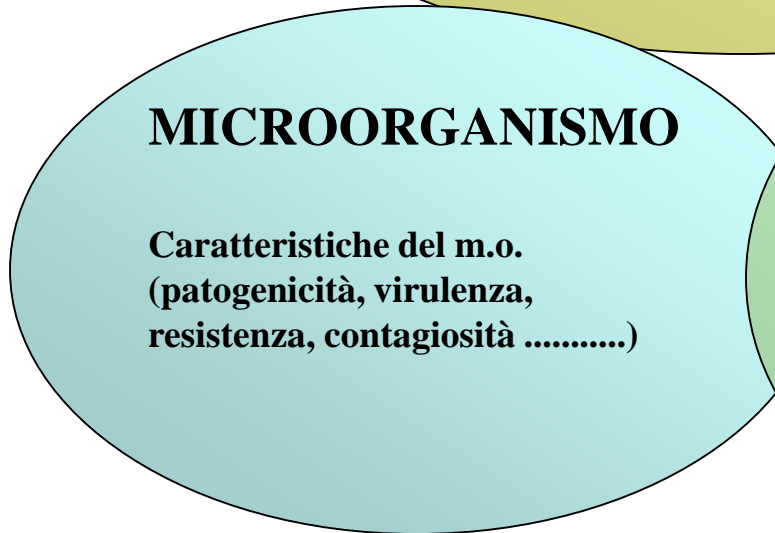 MICROORGANISMO
Caratteristiche del m.o.
(patogenicità, virulenza,
resistenza, contagiosità ...........)